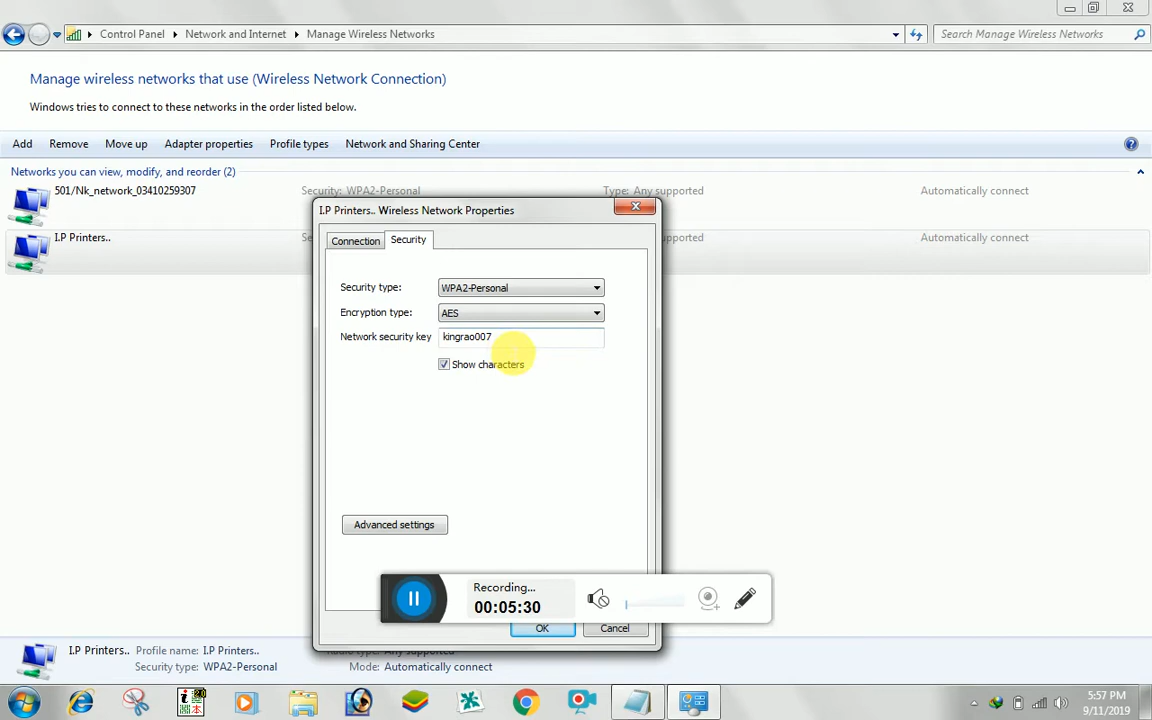 Control Panel
Network and Internet
Manage Wireless Networks
Search Manage Wireless Networks
Manage wireless networks that use (Wireless Network Connection)
Windows tries to connect to these networks in the order listed below.
Add
Remove
Move up
Adapter properties
Profile types
Network and Sharing Center
Networks you can view, modify, and reorder (2)
501/Nk_network_03410259307
Security: WPA2-Personal
Type: Any supported
Automatically connect
I.P Printers..
Automatically connect
I.P Printers.. Wireless Network Properties
Connection
Security
Security type:
WPA2-Personal
Encryption type:
AES
Network security key
kingrao007
Show characters
Advanced settings
Recording...
00:05:30
OK
Cancel
I.P Printers..
Profile name: I.P Printers..
Security type: WPA2-Personal
Mode: Automatically connect
5:57 PM
9/11/2019